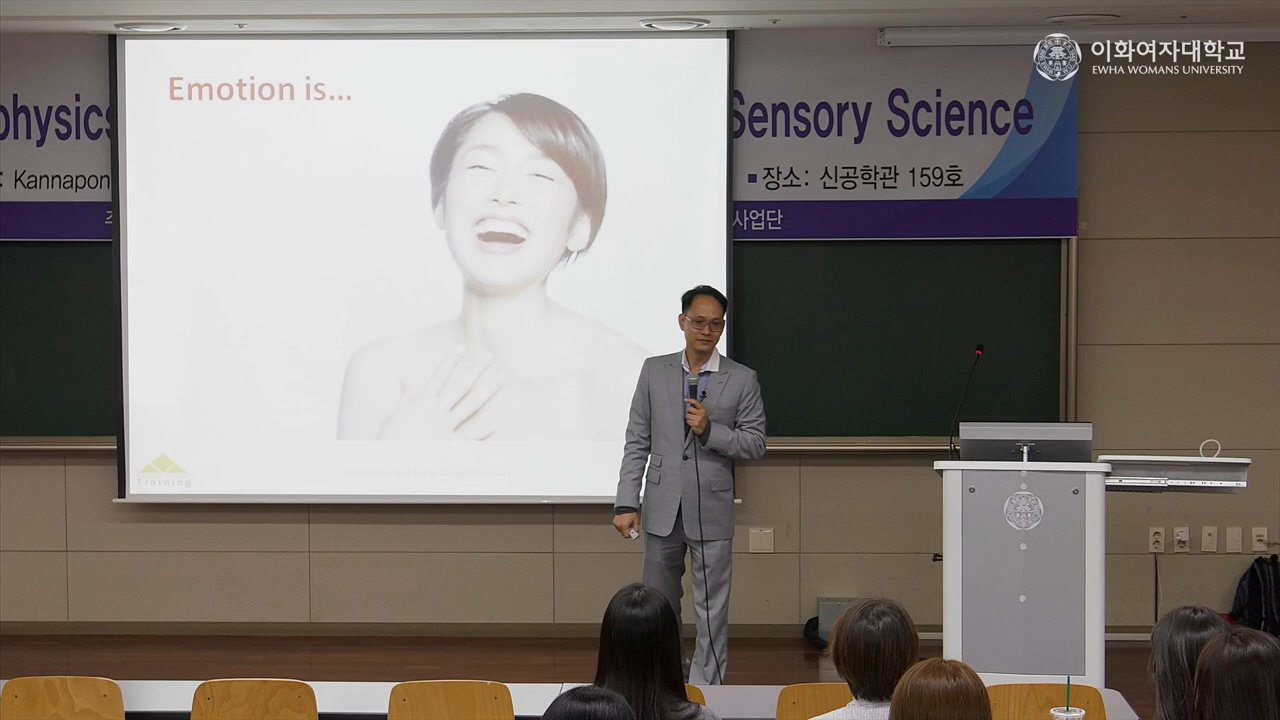 이화여자대학교
EWHA WOMANS UNIVERSITY
Emotion is...
physics
Sensory Science
: Kannapon
장소: 신공학관 159호
사업단
Training